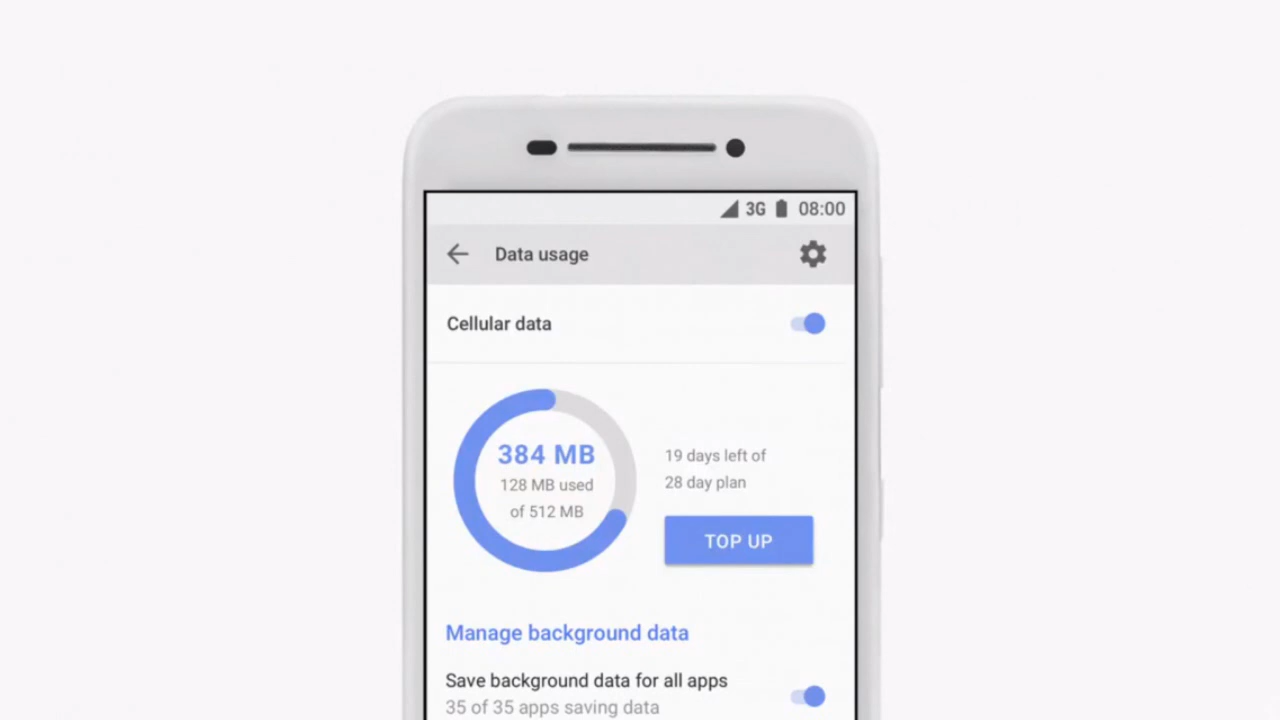 3G 08:00
Data usage
Cellular data
384 MB
128 MB used
of 512 MB
19 days left of
28 day plan
TOP UP
Manage background data
Save background data for all apps
35 of 35 apps saving data